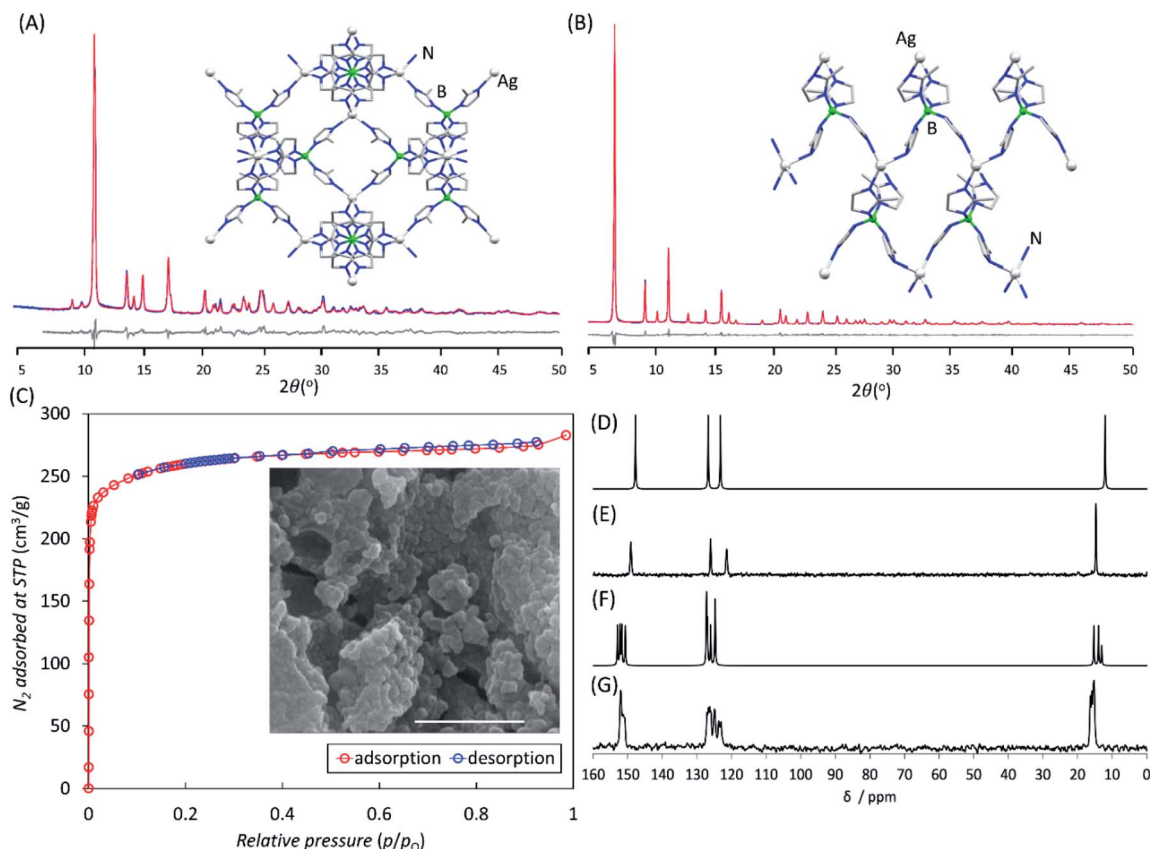 (A)
N
Ag
B
5 10 15 20 25 30 35 40 45 50
2θ(°)
(B)
Ag
B
N
5 10 15 20 25 30 35 40 45 50
2θ(°)
(C)
300
250
200
150
100
50
0
N₂ adsorbed at STP (cm³/g)
adsorption desorption
0 0.2 0.4 0.6 0.8 1
Relative pressure (p/p₀)
(D)
(E)
(F)
(G)
160 150 140 130 120 110 100 90 80 70 60 50 40 30 20 10 0
δ / ppm